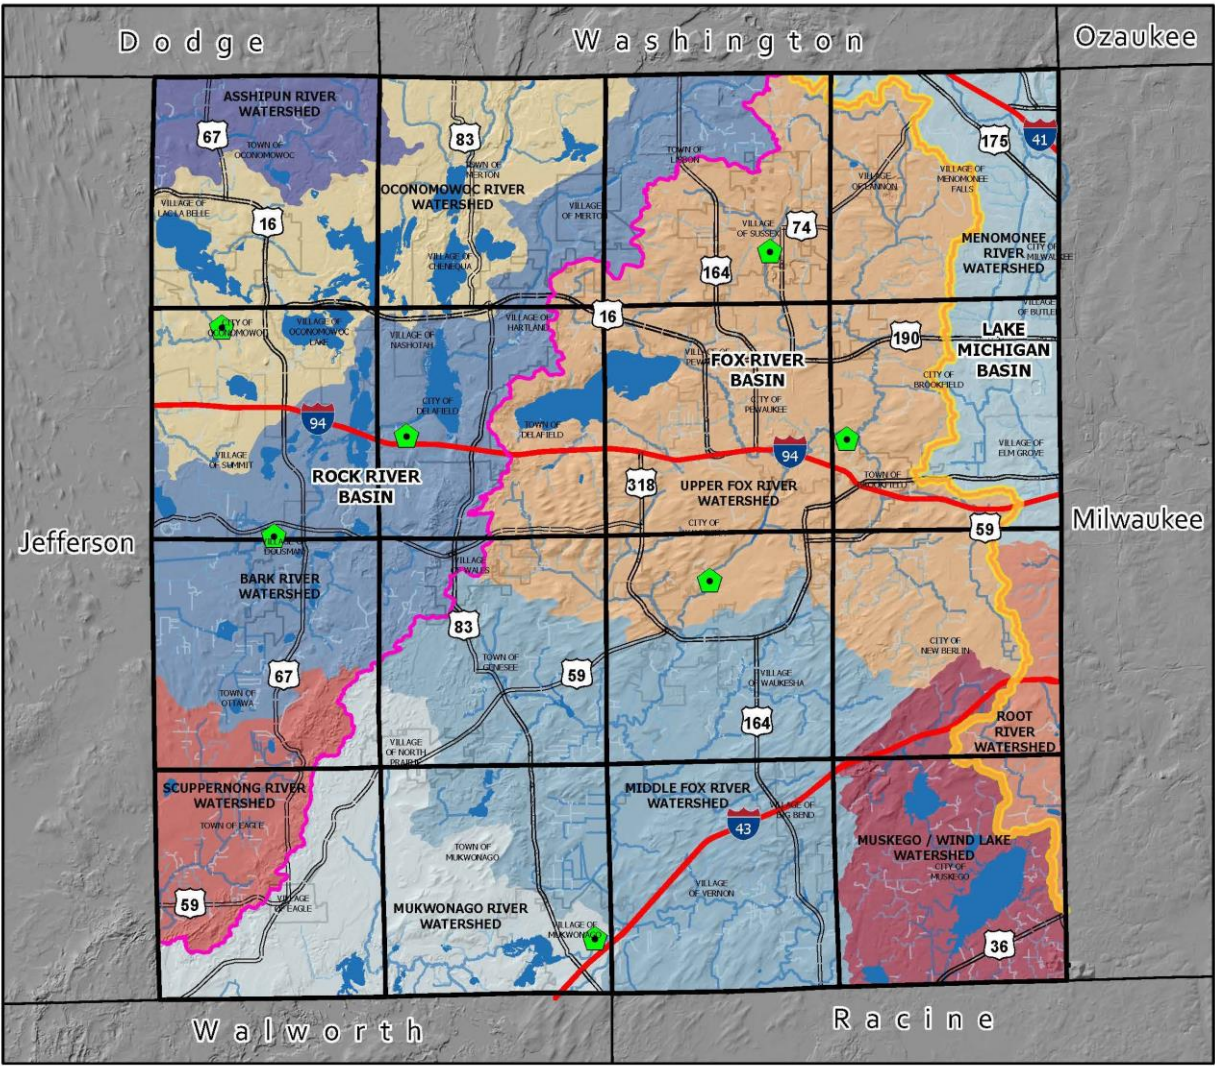 Dodge
Washington
Ozaukee
ASSHIPUN RIVER
WATERSHED
67
TOWN OF
OCONOMOWOC
83
TOWN OF
MERTON
OCONOMOWOC RIVER
WATERSHED
TOWN OF
LISBON
175
41
VILLAGE
OF LANNON
VILLAGE OF
MENOMONEE
FALLS
VILLAGE OF
LAC LA BELLE
16
VILLAGE
OF MERTON
VILLAGE
OF SUSSEX
74
MENOMONEE
RIVER
WATERSHED
CITY OF
MILWAUKEE
VILLAGE OF
CHENEQUA
164
VILLAGE
OF BUTLER
CITY OF
OCONOMOWOC
VILLAGE OF
OCONOMOWOC
LAKE
VILLAGE OF
NASHOTAH
VILLAGE OF
HARTLAND
16
190
LAKE
MICHIGAN
BASIN
FOX RIVER
BASIN
CITY OF
BROOKFIELD
CITY OF
DELAFIELD
CITY OF
PEWAUKEE
94
TOWN OF
DELAFIELD
94
VILLAGE OF
ELM GROVE
VILLAGE
OF SUMMIT
ROCK RIVER
BASIN
318
UPPER FOX RIVER
WATERSHED
TOWN OF
BROOKFIELD
Jefferson
CITY OF
59
Milwaukee
VILLAGE OF
DOUSMAN
BARK RIVER
WATERSHED
VILLAGE
OF WALES
83
CITY OF
NEW BERLIN
67
TOWN OF
GENESEE
59
VILLAGE
OF WAUKESHA
TOWN OF
OTTAWA
164
ROOT
RIVER
WATERSHED
VILLAGE
OF NORTH
PRAIRIE
SCUPPERNONG RIVER
WATERSHED
TOWN OF EAGLE
MIDDLE FOX RIVER
WATERSHED
VILLAGE OF
BIG BEND
43
MUSKEGO / WIND LAKE
WATERSHED
CITY OF
MUSKEGO
TOWN OF
MUKWONAGO
VILLAGE
OF VERNON
59
VILLAGE
OF EAGLE
MUKWONAGO RIVER
WATERSHED
VILLAGE OF
MUKWONAGO
36
Walworth
Racine